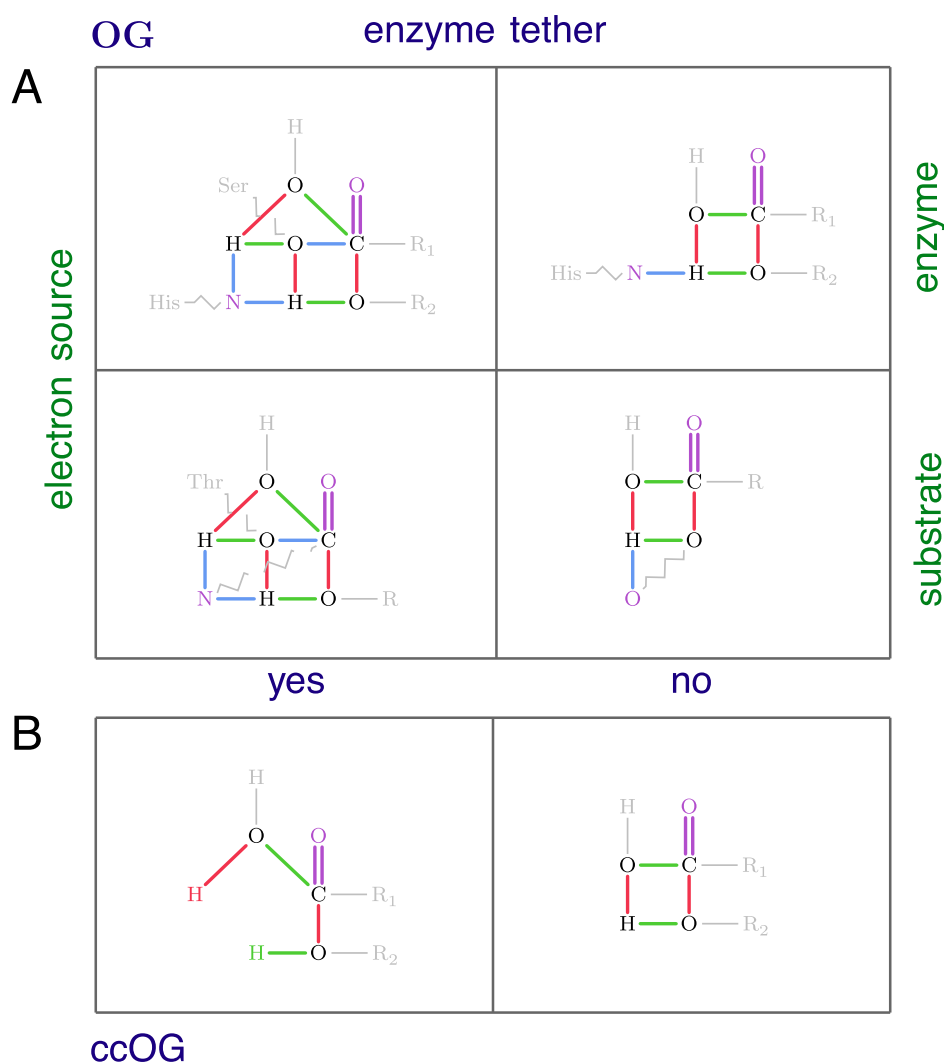 OG enzyme tether
A
electron source
enzyme
substrate
H
Ser O O
H O C R₁
His N H O R₂
H O
O C R₁
His N H O R₂
H
Thr O O
H O C
N H O R
H O
O C R
H O
O
yes no
B
H
O O
H C R₁
H O R₂
H O
O C R₁
H O R₂
ccOG